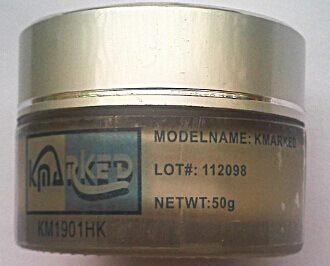 KMARKED
KM1901HK
MODELNAME: KMARKED
LOT#: 112098
NETWT:50g